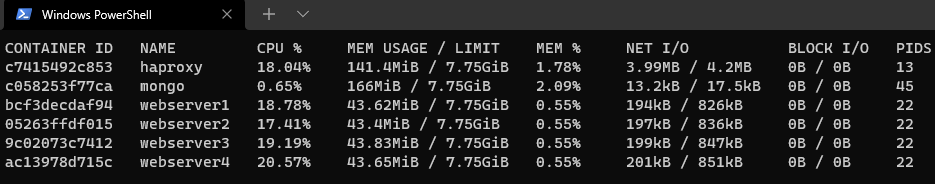 Windows PowerShell
CONTAINER ID NAME CPU % MEM USAGE / LIMIT MEM % NET I/O BLOCK I/O PIDS
c7415492c853 haproxy 18.04% 141.4MiB / 7.75GiB 1.78% 3.99MB / 4.2MB 0B / 0B 13
c058253f77ca mongo 0.65% 166MiB / 7.75GiB 2.09% 13.2kB / 17.5kB 0B / 0B 45
bcf3decdaf94 webserver1 18.78% 43.62MiB / 7.75GiB 0.55% 194kB / 826kB 0B / 0B 22
05263ffdf015 webserver2 17.41% 43.4MiB / 7.75GiB 0.55% 197kB / 836kB 0B / 0B 22
9c02073c7412 webserver3 19.19% 43.83MiB / 7.75GiB 0.55% 199kB / 847kB 0B / 0B 22
ac13978d715c webserver4 20.57% 43.65MiB / 7.75GiB 0.55% 201kB / 851kB 0B / 0B 22